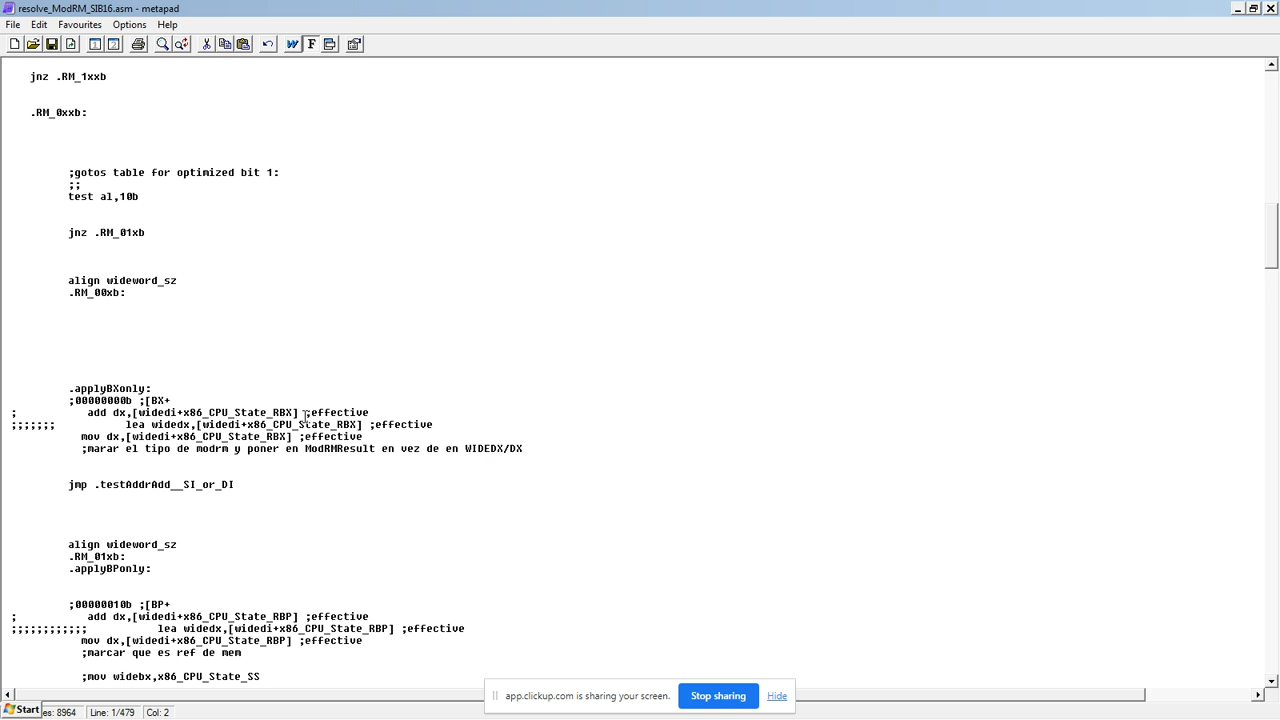 resolve_ModRM_SIB16.asm - metapad
File Edit Favourites Options Help
jnz .RM_1xxb
.RM_0xxb:
;gotos table for optimized bit 1:
;;
test al,10b
jnz .RM_01xb
align wideword_sz
.RM_00xb:
.applyBXonly:
;00000000b ;[BX+
; add dx,[widedi+x86_CPU_State_RBX] ;effective
;;;;;;; lea widedx,[widedi+x86_CPU_State_RBX] ;effective
mov dx,[widedi+x86_CPU_State_RBX] ;effective
;marar el tipo de modrm y poner en ModRMResult en vez de en WIDEDX/DX
jmp .testAddrAdd__SI_or_DI
align wideword_sz
.RM_01xb:
.applyBPonly:
;00000010b ;[BP+
; add dx,[widedi+x86_CPU_State_RBP] ;effective
;;;;;;;;;;;; lea widedx,[widedi+x86_CPU_State_RBP] ;effective
mov dx,[widedi+x86_CPU_State_RBP] ;effective
;marcar que es ref de mem
;mov widebx,x86_CPU_State_SS
app.clickup.com is sharing your screen. Stop sharing Hide
Start es: 8964 Line: 1/479 Col: 2